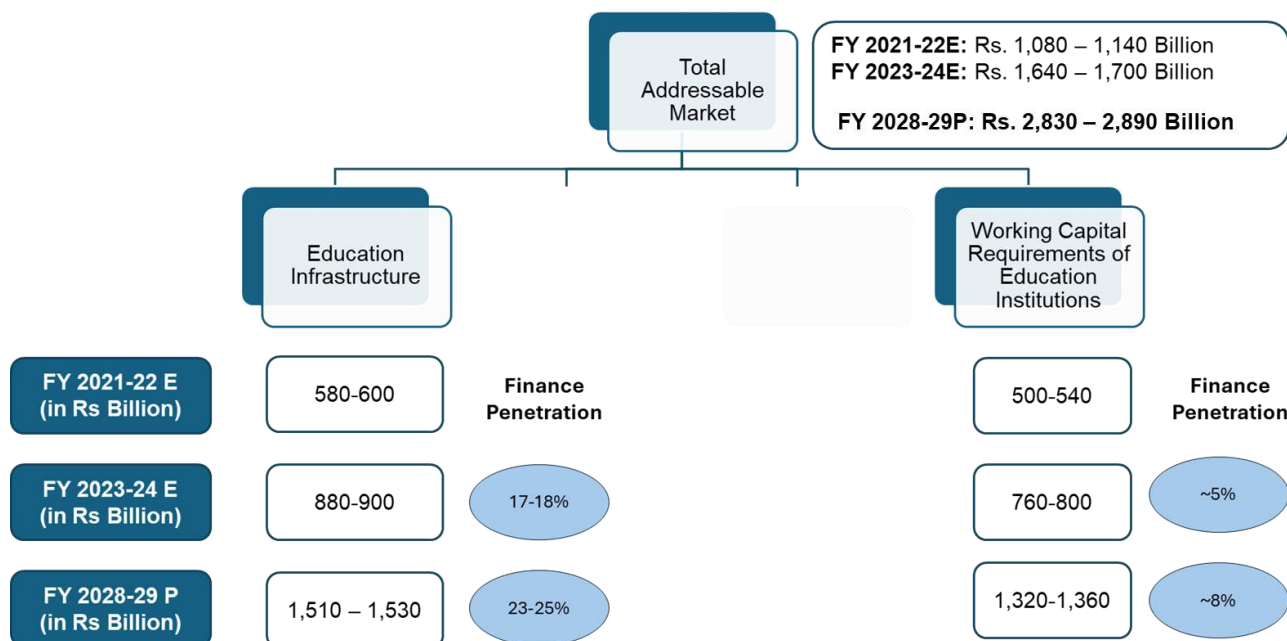 Total
Addressable
Market
FY 2021-22E: Rs. 1,080 – 1,140 Billion
FY 2023-24E: Rs. 1,640 – 1,700 Billion
FY 2028-29P: Rs. 2,830 – 2,890 Billion
Education
Infrastructure
Working Capital
Requirements of
Education
Institutions
FY 2021-22 E
(in Rs Billion)
580-600
Finance
Penetration
500-540
Finance
Penetration
FY 2023-24 E
(in Rs Billion)
880-900
17-18%
760-800
~5%
FY 2028-29 P
(in Rs Billion)
1,510 – 1,530
23-25%
1,320-1,360
~8%